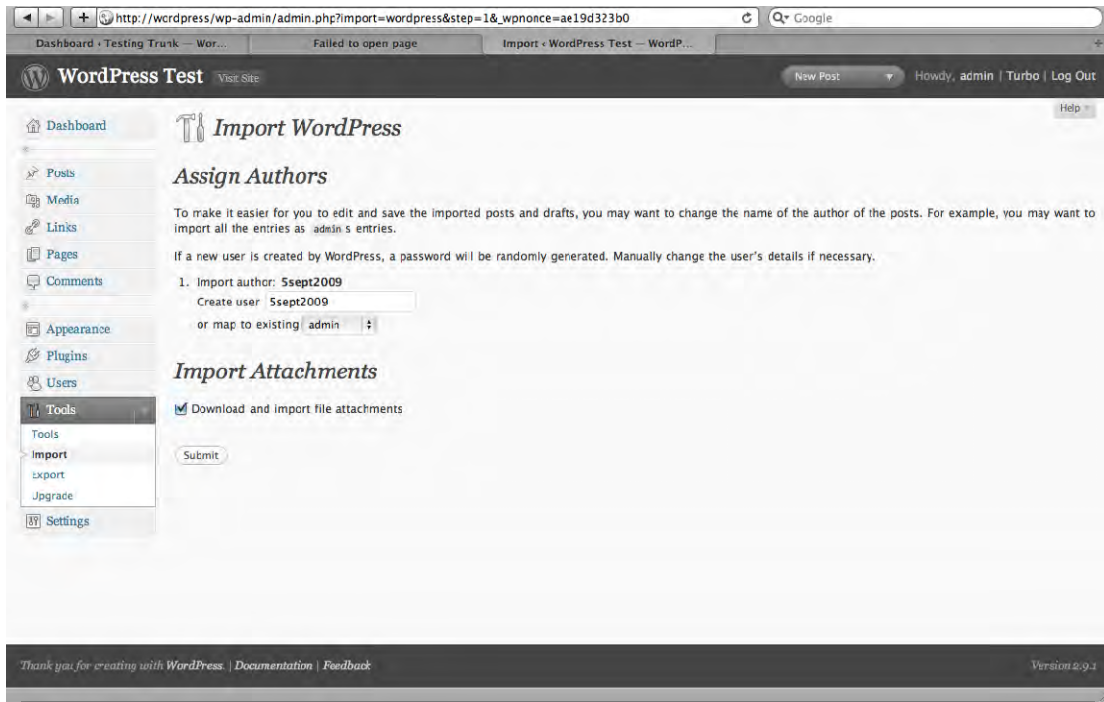 http://wordpress/wp-admin/admin.php?import=wordpress&step=1&_wpnonce=ae19d323b0
Google
Dashboard ‹ Testing Trunk — Wor...
Failed to open page
Import ‹ WordPress Test — WordP...
WordPress Test Visit Site
New Post
Howdy, admin | Turbo | Log Out
Help
Dashboard
Posts
Media
Links
Pages
Comments
Appearance
Plugins
Users
Tools
Tools
Import
Export
Upgrade
Settings
Import WordPress
Assign Authors
To make it easier for you to edit and save the imported posts and drafts, you may want to change the name of the author of the posts. For example, you may want to
import all the entries as admin s entries.
If a new user is created by WordPress, a password will be randomly generated. Manually change the user's details if necessary.
1. Import author: 5sept2009
Create user 5sept2009
or map to existing admin
Import Attachments
Download and import file attachments
Submit
Thank you for creating with WordPress. | Documentation | Feedback
Version 2.9.1